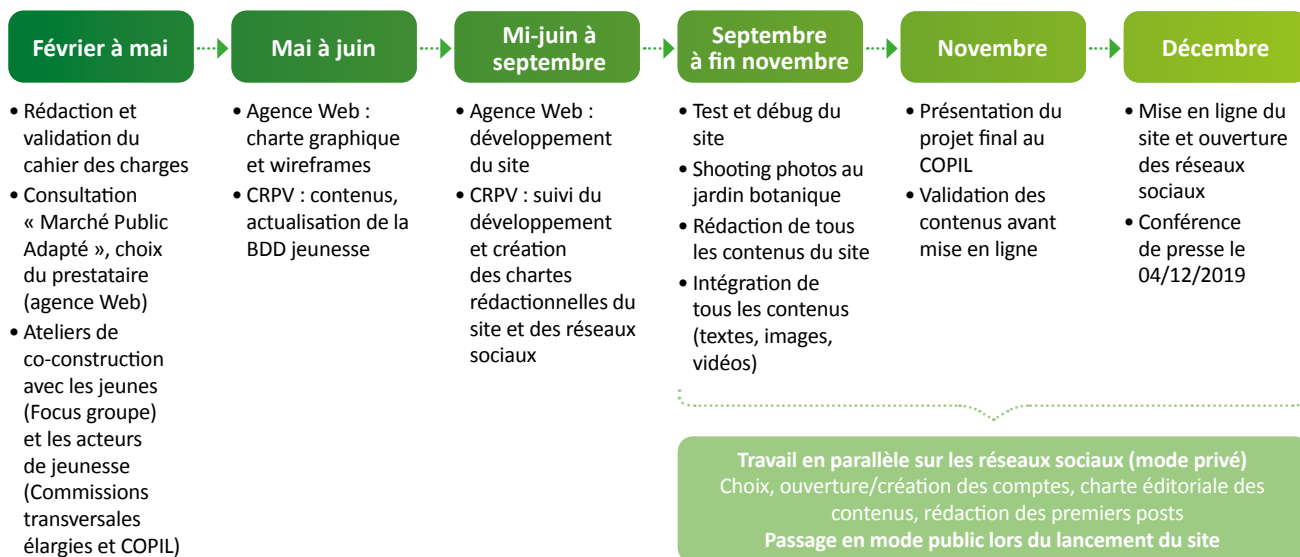 Février à mai
Mai à juin
Mi-juin à
septembre
Septembre
à fin novembre
Novembre
Décembre
• Rédaction et
validation du
cahier des charges
• Consultation
« Marché Public
Adapté », choix
du prestataire
(agence Web)
• Ateliers de
co-construction
avec les jeunes
(Focus groupe)
et les acteurs
de jeunesse
(Commissions
transversales
élargies et COPIL)
• Agence Web :
charte graphique
et wireframes
• CRPV : contenus,
actualisation de la
BDD jeunesse
• Agence Web :
développement
du site
• CRPV : suivi du
développement
et création
des chartes
rédactionnelles du
site et des réseaux
sociaux
• Test et débug du
site
• Shooting photos au
jardin botanique
• Rédaction de tous
les contenus du site
• Intégration de
tous les contenus
(textes, images,
vidéos)
• Présentation du
projet final au
COPIL
• Validation des
contenus avant
mise en ligne
• Mise en ligne du
site et ouverture
des réseaux
sociaux
• Conférence
de presse le
04/12/2019
Travail en parallèle sur les réseaux sociaux (mode privé)
Choix, ouverture/création des comptes, charte éditoriale des
contenus, rédaction des premiers posts
Passage en mode public lors du lancement du site